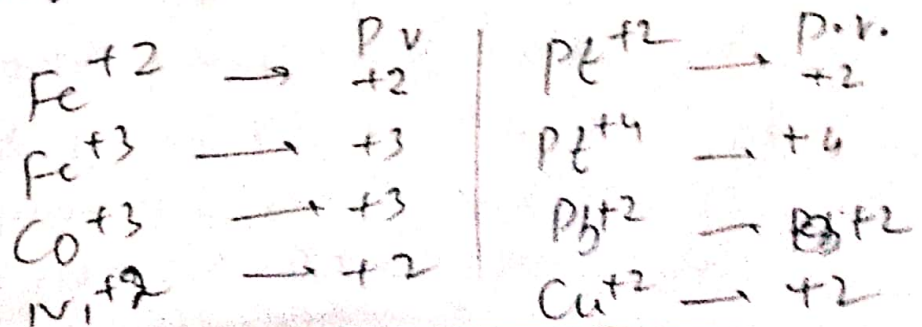 P V
Fe+2 → +2
Fe+3 → +3
Co+3 → +3
Ni+2 → +2
P.V.
Pt+2 → +2
Pt+4 → +4
Pb+2 → +2
Cu+2 → +2